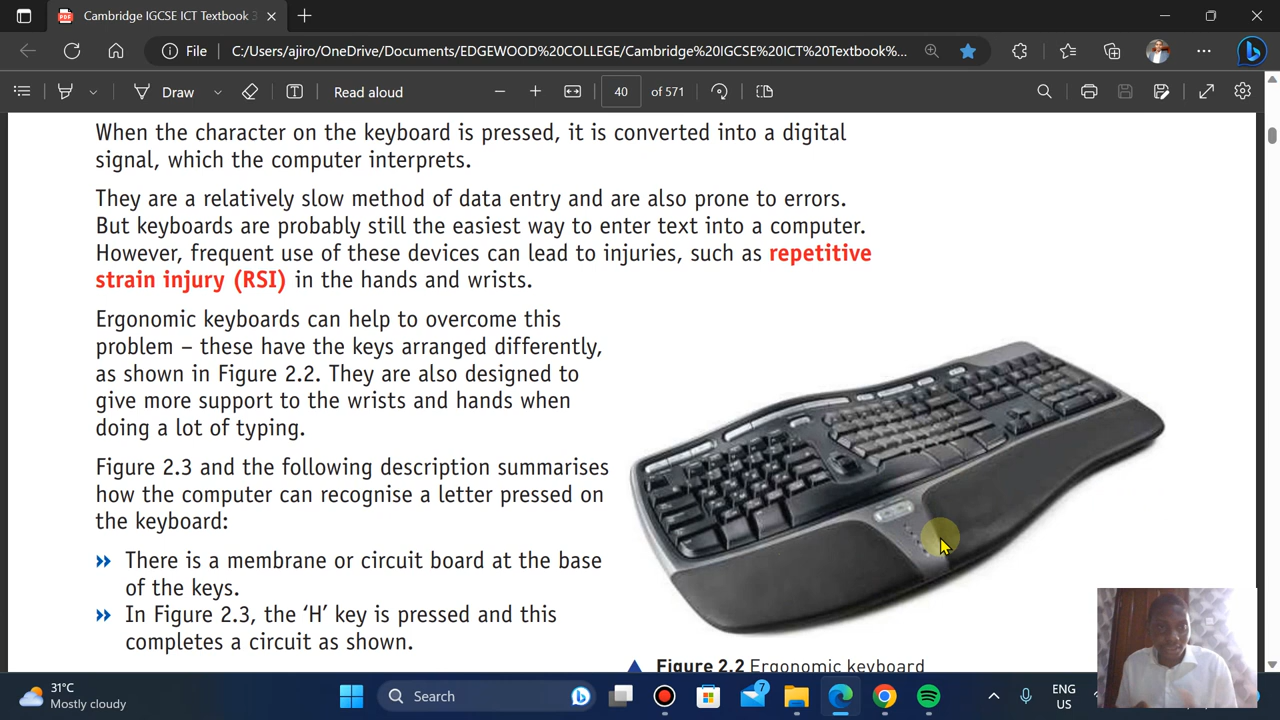 Cambridge IGCSE ICT Textbook 3
File
C:/Users/ajiro/OneDrive/Documents/EDGEWOOD%20COLLEGE/Cambridge%20IGCSE%20ICT%20Textbook%...
Draw
Read aloud
40 of 571
When the character on the keyboard is pressed, it is converted into a digital
signal, which the computer interprets.
They are a relatively slow method of data entry and are also prone to errors.
But keyboards are probably still the easiest way to enter text into a computer.
However, frequent use of these devices can lead to injuries, such as repetitive
strain injury (RSI) in the hands and wrists.
Ergonomic keyboards can help to overcome this
problem – these have the keys arranged differently,
as shown in Figure 2.2. They are also designed to
give more support to the wrists and hands when
doing a lot of typing.
Figure 2.3 and the following description summarises
how the computer can recognise a letter pressed on
the keyboard:
›› There is a membrane or circuit board at the base
of the keys.
›› In Figure 2.3, the ‘H’ key is pressed and this
completes a circuit as shown.
▲ Figure 2.2 Ergonomic keyboard
31°C
Mostly cloudy
Search
7
ENG
US